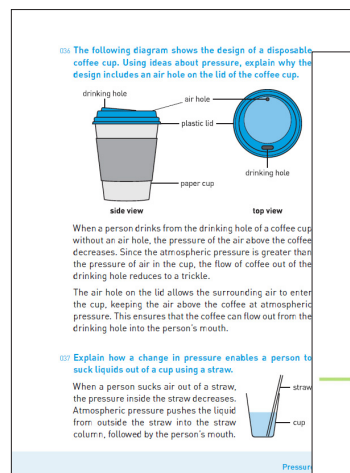 036 The following diagram shows the design of a disposable
coffee cup. Using ideas about pressure, explain why the
design includes an air hole on the lid of the coffee cup.
drinking hole
air hole
plastic lid
drinking hole
paper cup
side view
top view
When a person drinks from the drinking hole of a coffee cup
without an air hole, the pressure of the air above the coffee
decreases. Since the atmospheric pressure is greater than
the pressure of air in the cup, the flow of coffee out of the
drinking hole reduces to a trickle.
The air hole on the lid allows the surrounding air to enter
the cup, keeping the air above the coffee at atmospheric
pressure. This ensures that the coffee can flow out from the
drinking hole into the person's mouth.
037 Explain how a change in pressure enables a person to
suck liquids out of a cup using a straw.
When a person sucks air out of a straw,
the pressure inside the straw decreases.
Atmospheric pressure pushes the liquid
from outside the straw into the straw
column, followed by the person's mouth.
straw
cup
Pressure